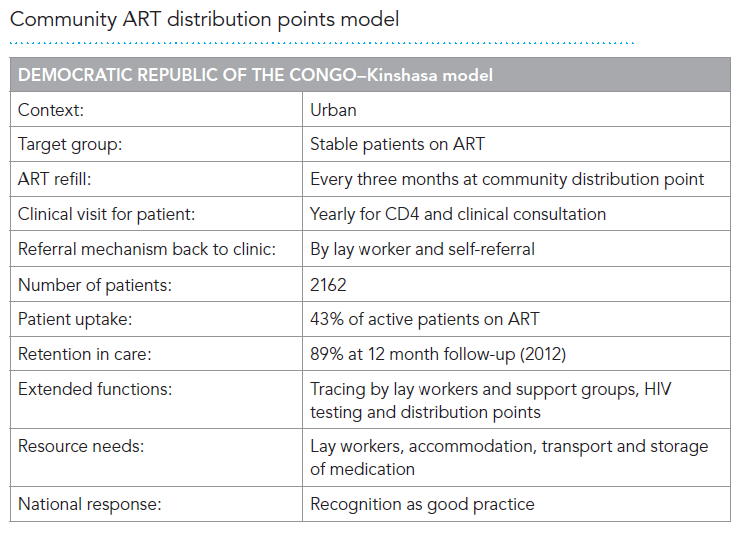 Community ART distribution points model
DEMOCRATIC REPUBLIC OF THE CONGO–Kinshasa model
Context: Urban
Target group: Stable patients on ART
ART refill: Every three months at community distribution point
Clinical visit for patient: Yearly for CD4 and clinical consultation
Referral mechanism back to clinic: By lay worker and self-referral
Number of patients: 2162
Patient uptake: 43% of active patients on ART
Retention in care: 89% at 12 month follow-up (2012)
Extended functions: Tracing by lay workers and support groups, HIV
testing and distribution points
Resource needs: Lay workers, accommodation, transport and storage
of medication
National response: Recognition as good practice